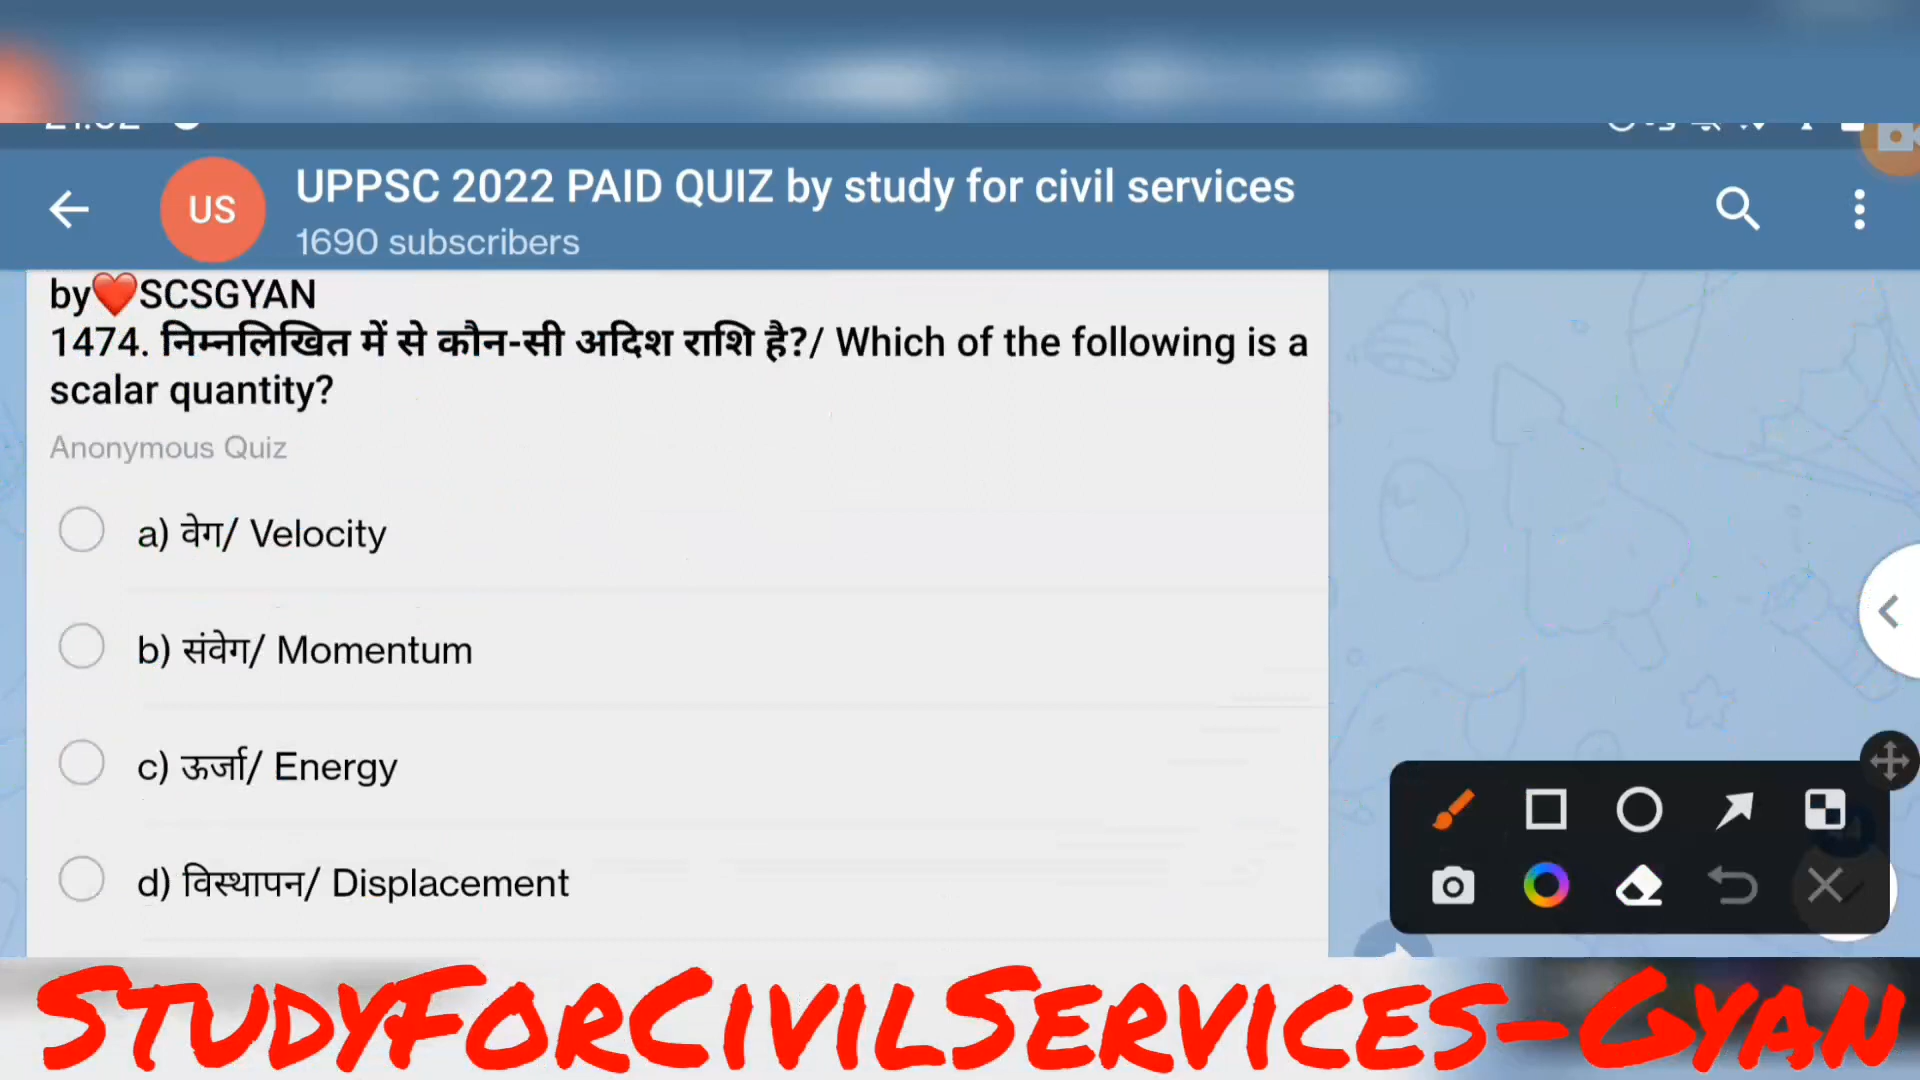 UPPSC 2022 PAID QUIZ by study for civil services
US
1690 subscribers
by❤️SCSGYAN
1474. निम्नलिखित में से कौन-सी अदिश राशि है?/ Which of the following is a
scalar quantity?
Anonymous Quiz
a) वेग/ Velocity
b) संवेग/ Momentum
c) ऊर्जा/ Energy
d) विस्थापन/ Displacement
STUDYFORCIVILSERVICES-GYAN